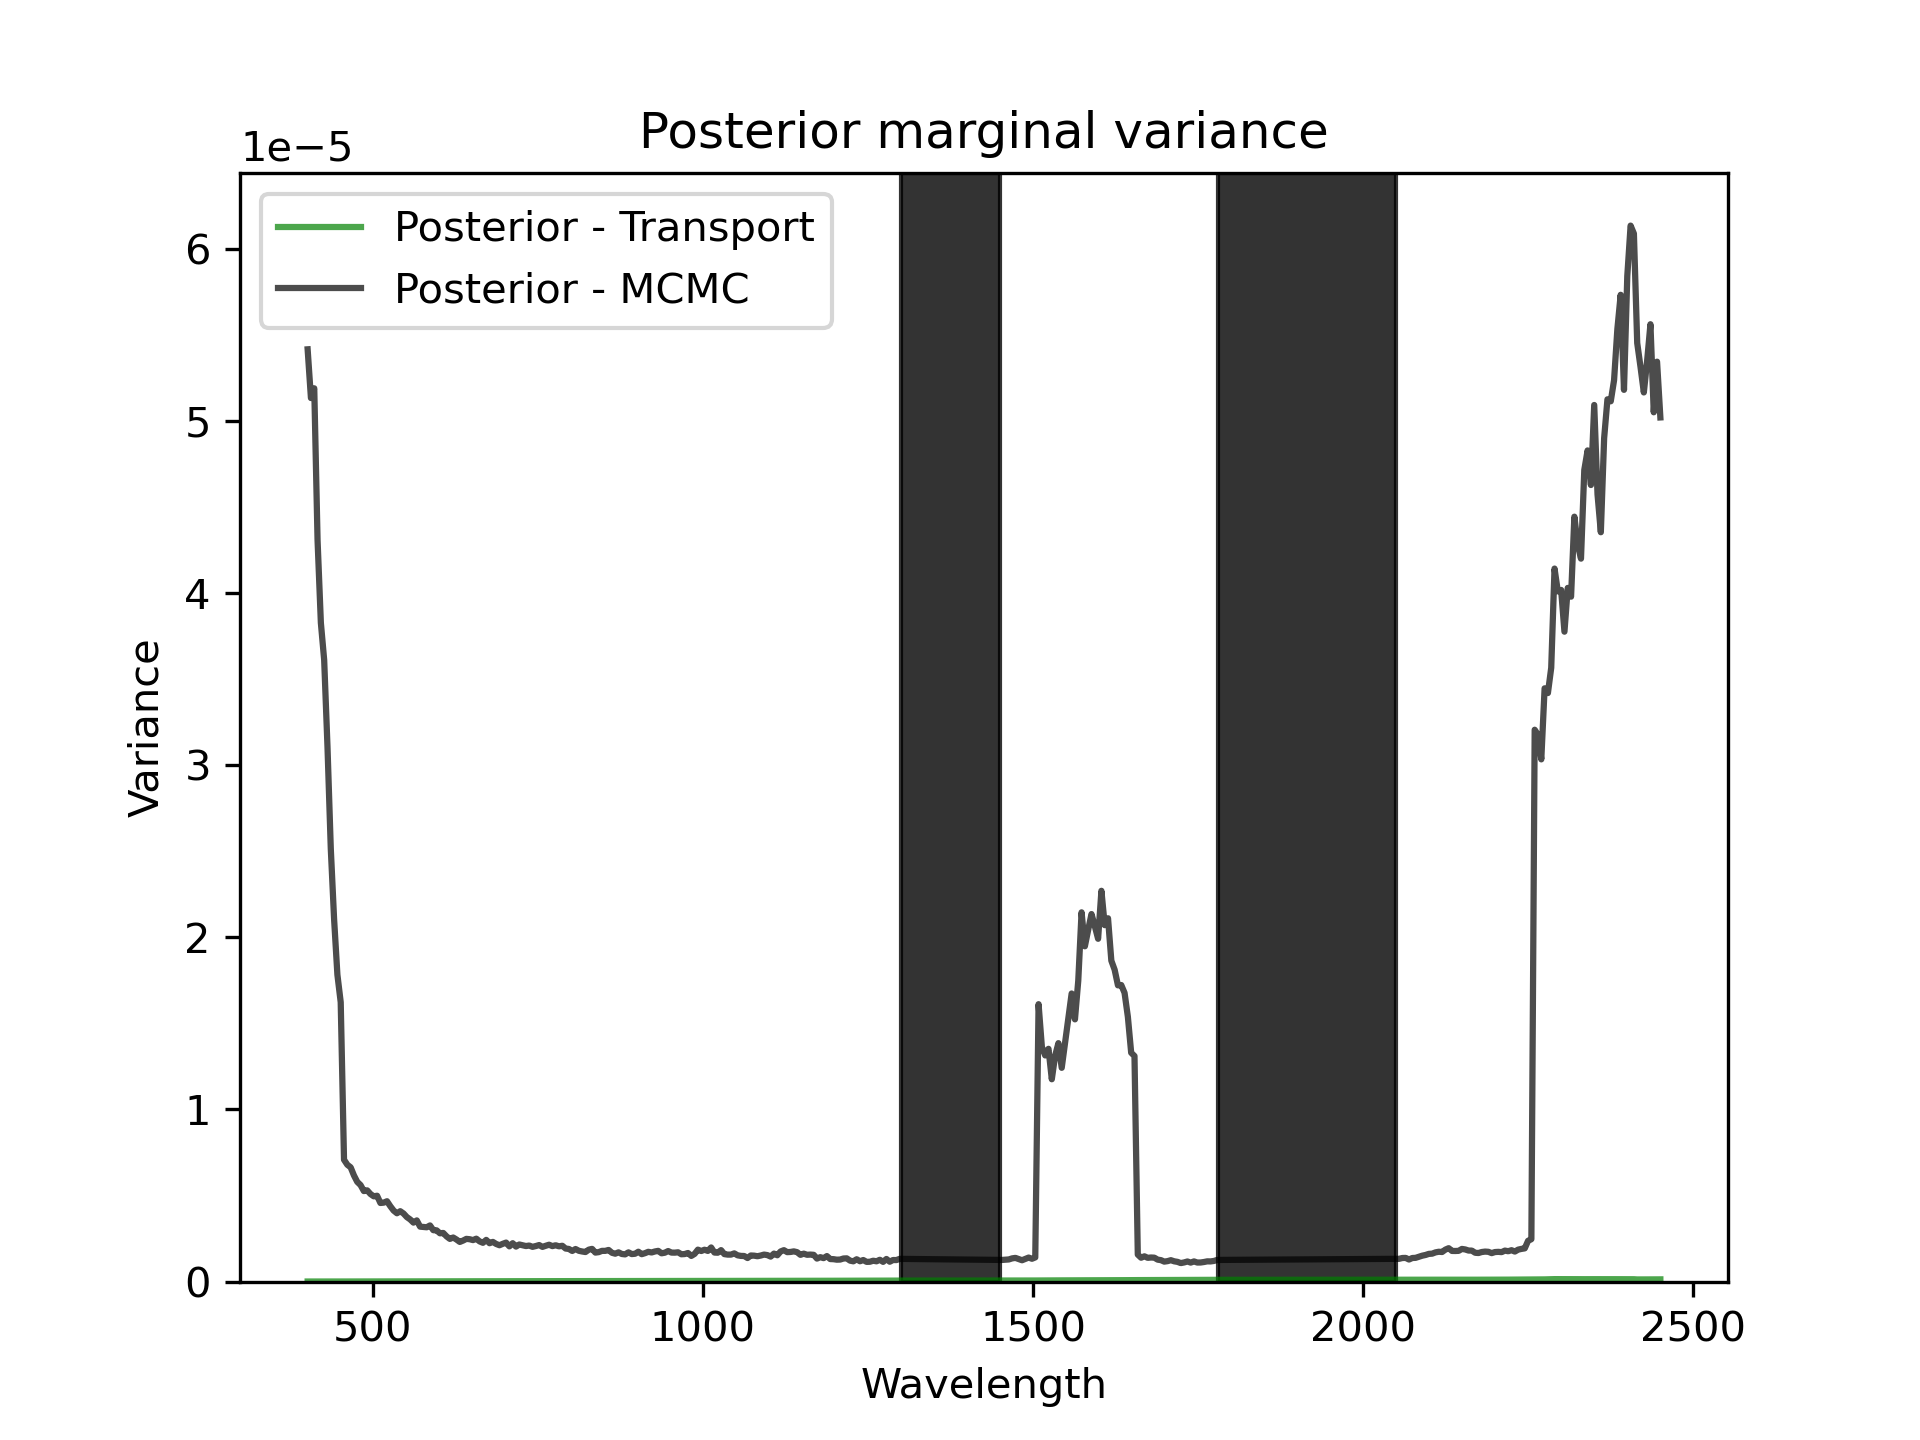 Posterior marginal variance
1e−5
Posterior - Transport
Posterior - MCMC
6
5
4
3
2
1
0
Variance
500 1000 1500 2000 2500
Wavelength